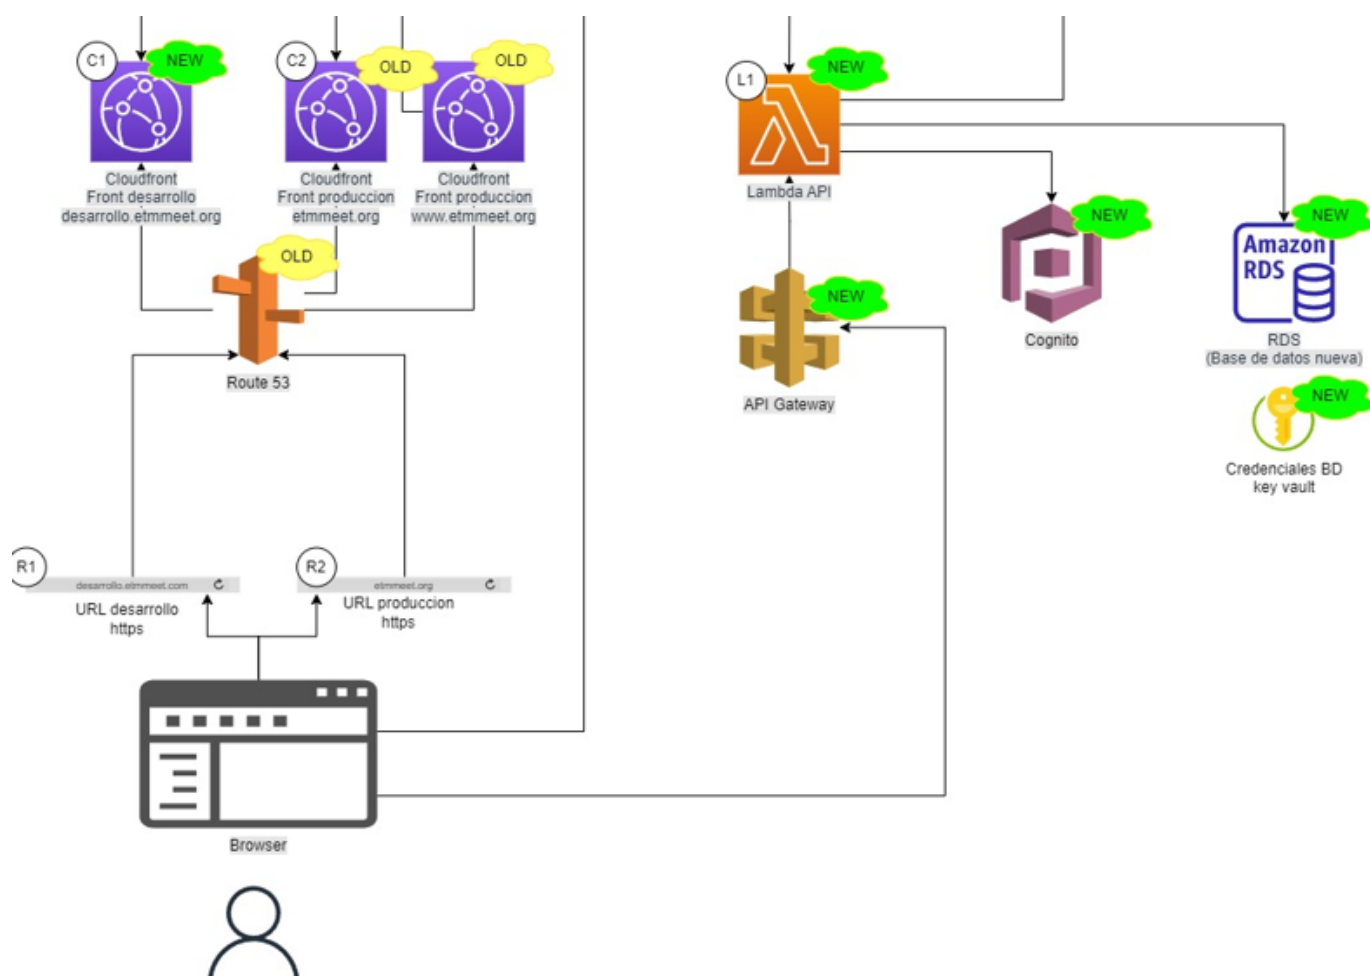 C1
NEW
C2
OLD
OLD
L1
NEW
Cloudfront
Front desarrollo
desarrollo.etmmeet.org
Cloudfront
Front produccion
etmmeet.org
Cloudfront
Front produccion
www.etmmeet.org
Lambda API
OLD
Route 53
NEW
API Gateway
NEW
Cognito
NEW
Amazon
RDS
RDS
(Base de datos nueva)
NEW
Credenciales BD
key vault
R1
desarrollo.etmmeet.com
URL desarrollo
https
R2
etmmeet.org
URL produccion
https
Browser